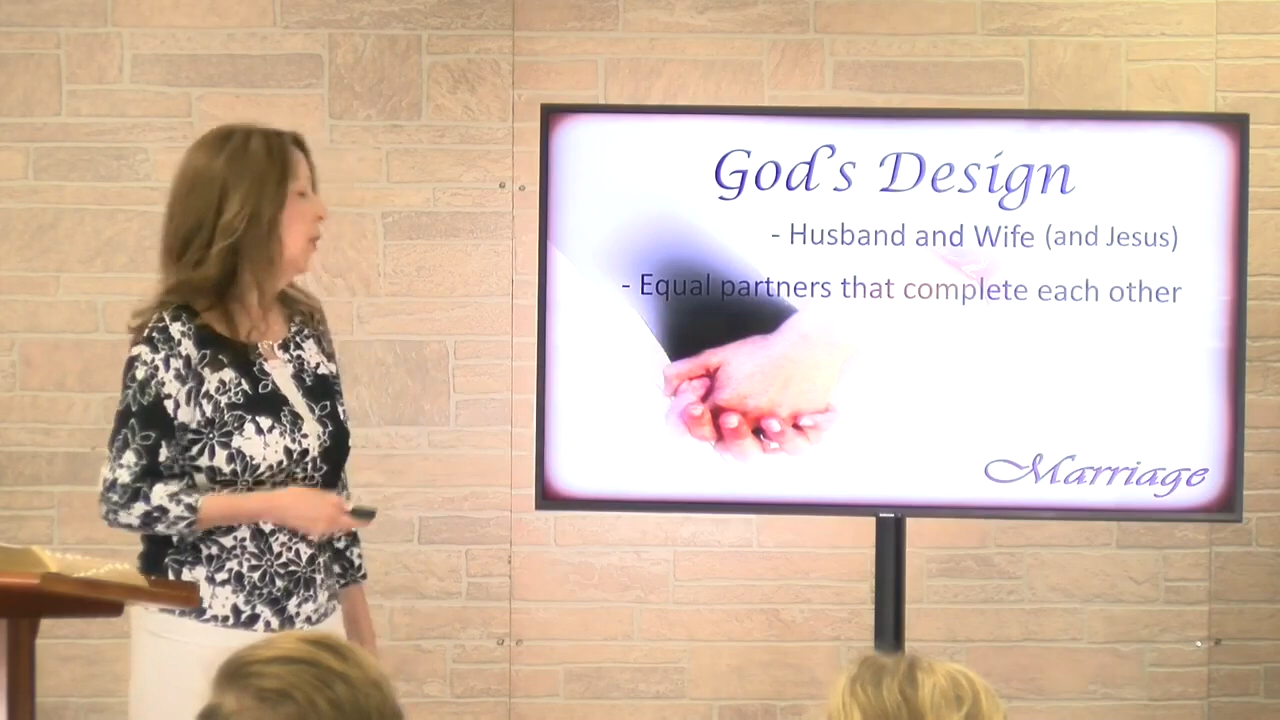 God's Design
- Husband and Wife (and Jesus)
- Equal partners that complete each other
Marriage